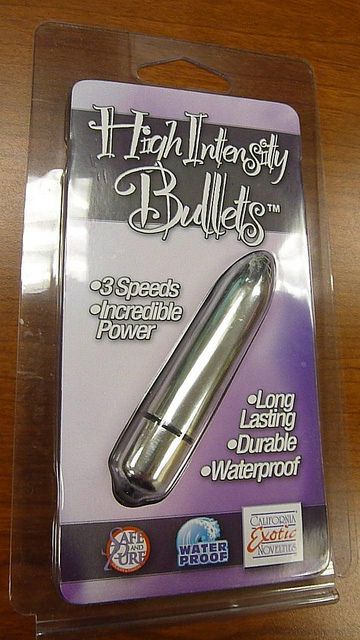 High Intensity
Bullets™
•3 Speeds
•Incredible
Power
•Long
Lasting
•Durable
•Waterproof
SAFE
AND
PURE
WATER
PROOF
CALIFORNIA
Exotic
NOVELTIES